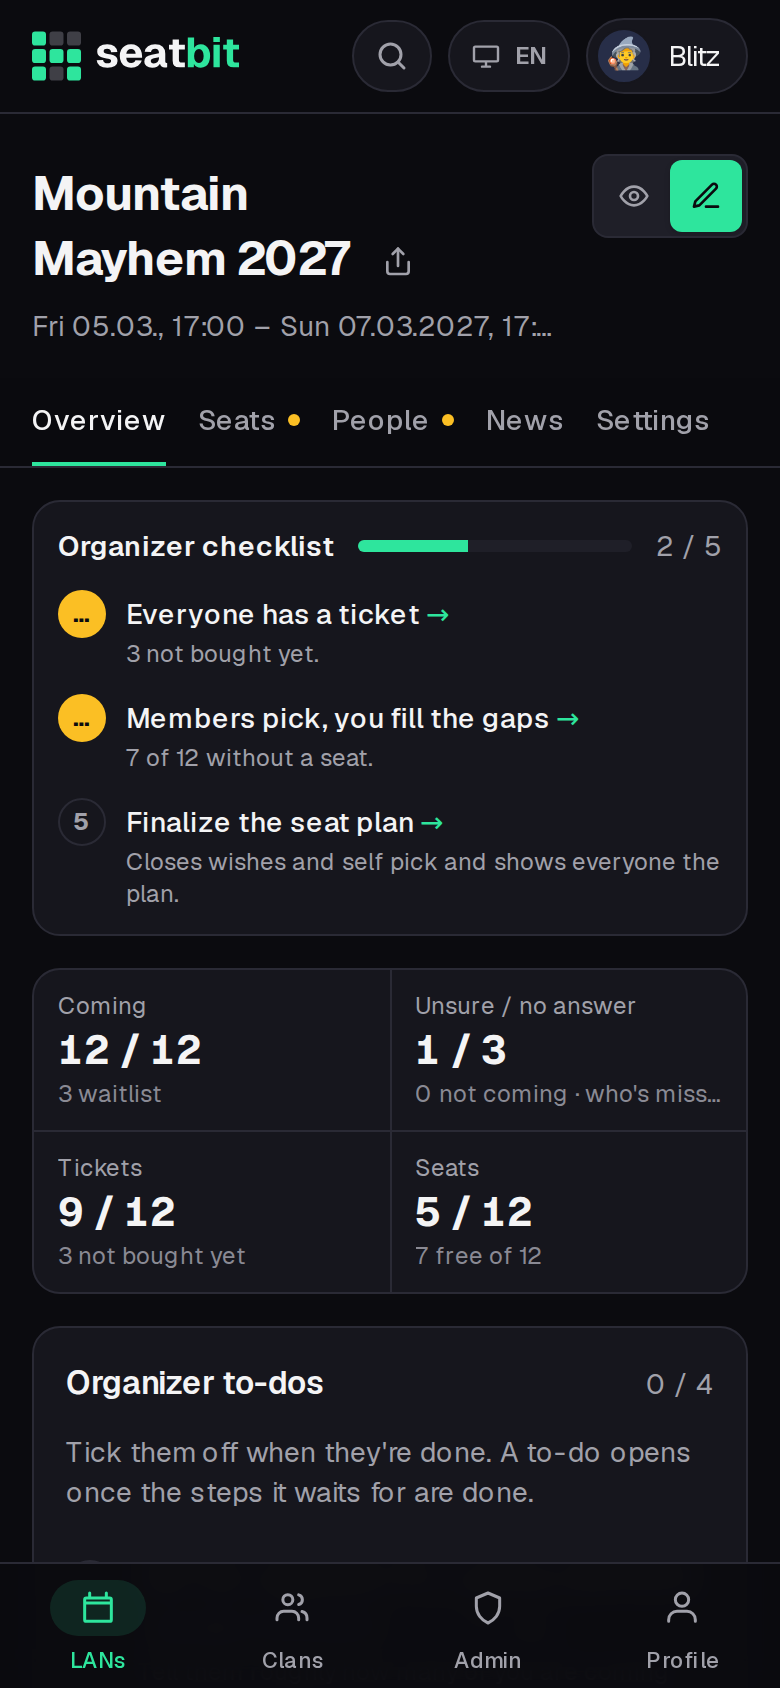 seatbit
EN
Blitz
Mountain
Mayhem 2027
Fri 05.03., 17:00 – Sun 07.03.2027, 17:...
Overview
Seats
People
News
Settings
Organizer checklist
2 / 5
...
Everyone has a ticket →
3 not bought yet.
...
Members pick, you fill the gaps →
7 of 12 without a seat.
5
Finalize the seat plan →
Closes wishes and self pick and shows everyone the
plan.
Coming
12 / 12
3 waitlist
Unsure / no answer
1 / 3
0 not coming · who's miss...
Tickets
9 / 12
3 not bought yet
Seats
5 / 12
7 free of 12
Organizer to-dos
0 / 4
Tick them off when they're done. A to-do opens
once the steps it waits for are done.
LANs
Clans
Admin
Profile